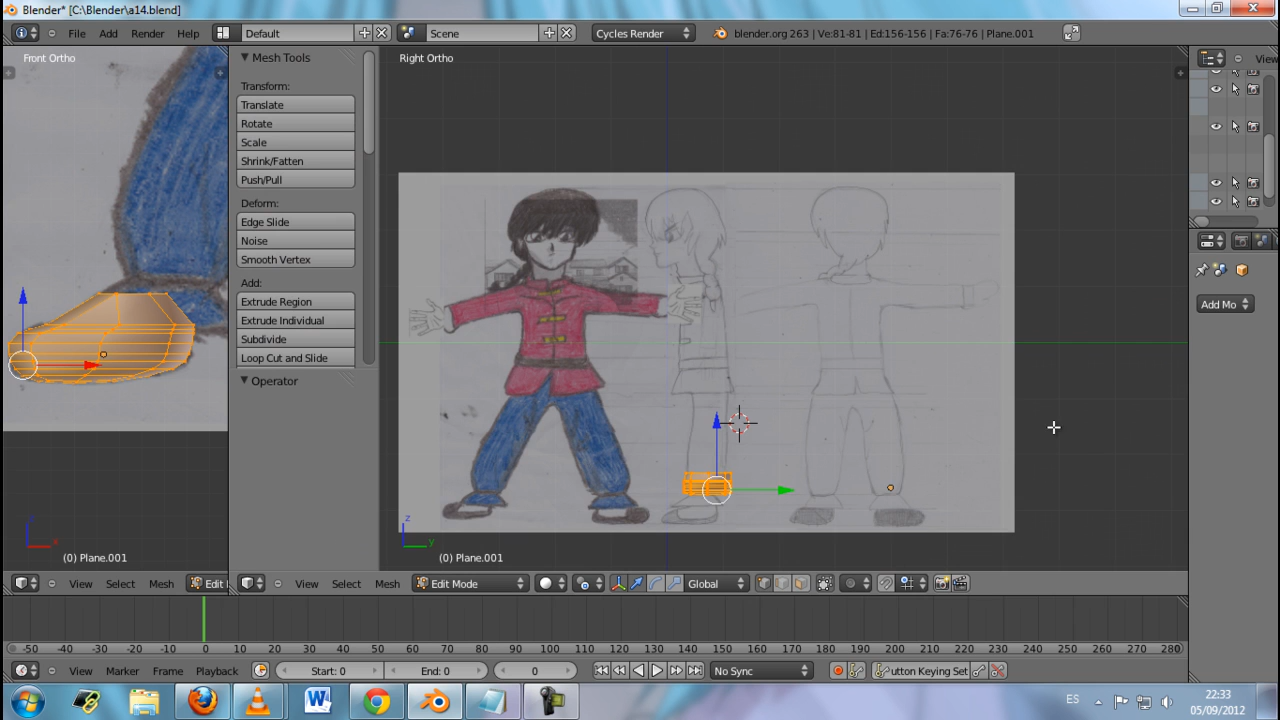 Blender* [C:\Blender\a14.blend]
File Add Render Help Default Scene Cycles Render blender.org 263 | Ve:81-81 | Ed:156-156 | Fa:76-76 | Plane.001
Front Ortho
Mesh Tools
Right Ortho
View
Transform:
Translate
Rotate
Scale
Shrink/Fatten
Push/Pull
Deform:
Edge Slide
Noise
Smooth Vertex
Add:
Extrude Region
Extrude Individual
Subdivide
Loop Cut and Slide
Operator
Add Mo
z
y
x
(0) Plane.001
(0) Plane.001
View Select Mesh Edit
View Select Mesh Edit Mode Global
-50 -40 -30 -20 -10 0 10 20 30 40 50 60 70 80 90 100 110 120 130 140 150 160 170 180 190 200 210 220 230 240 250 260 270 280
View Marker Frame Playback Start: 0 End: 0 0 No Sync utton Keying Set
ES
22:33
05/09/2012